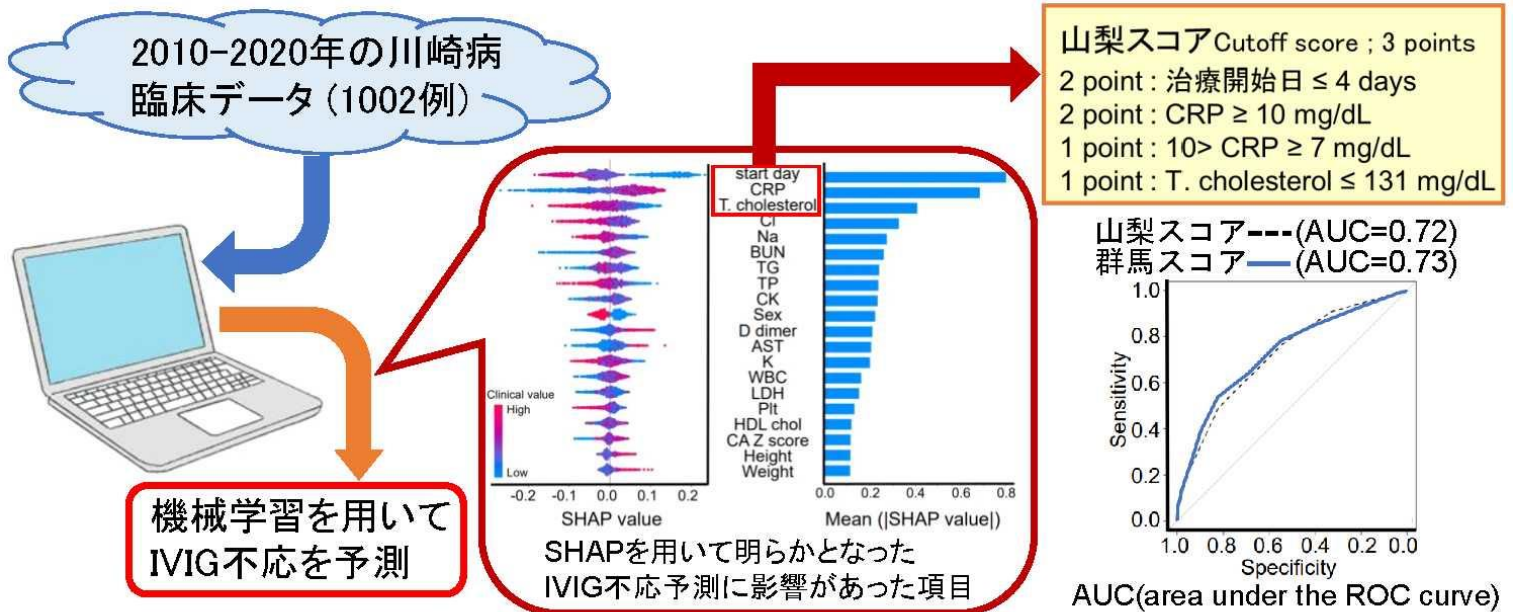 2010-2020年の川崎病
臨床データ (1002例)
機械学習を用いて
IVIG不応を予測
start day
CRP
T. cholesterol
Cl
Na
BUN
TG
TP
CK
Sex
D dimer
AST
K
WBC
LDH
Plt
HDL chol
CA Z score
Height
Weight
Clinical value
High
Low
-0.2 -0.1 0.0 0.1 0.2
SHAP value
0.0 0.2 0.4 0.6 0.8
Mean (|SHAP value|)
SHAPを用いて明らかとなった
IVIG不応予測に影響があった項目
山梨スコア Cutoff score ; 3 points
2 point : 治療開始日 ≤ 4 days
2 point : CRP ≥ 10 mg/dL
1 point : 10> CRP ≥ 7 mg/dL
1 point : T. cholesterol ≤ 131 mg/dL
山梨スコア---(AUC=0.72)
群馬スコア—(AUC=0.73)
1.0
0.8
0.6
0.4
0.2
0.0
Sensitivity
1.0 0.8 0.6 0.4 0.2 0.0
Specificity
AUC(area under the ROC curve)